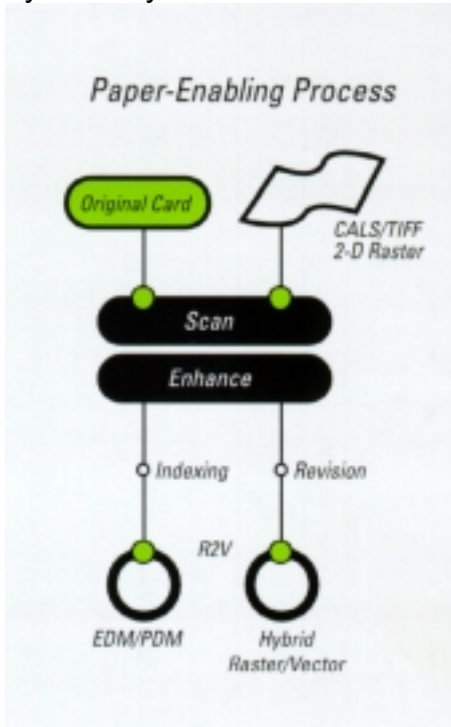 Paper-Enabling Process
Original Card
CALS/TIFF
2-D Raster
Scan
Enhance
Indexing
Revision
R2V
EDM/PDM
Hybrid
Raster/Vector